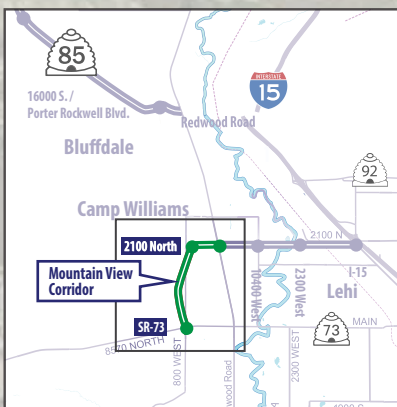 85
INTERSTATE
15
16000 S. /
Porter Rockwell Blvd.
Redwood Road
Bluffdale
92
Camp Williams
2100 North
2100 N
Mountain View
Corridor
10400 West
2300 West
I-15
Lehi
SR-73
73
MAIN
8570 NORTH
800 WEST
wood Road
2300 WEST